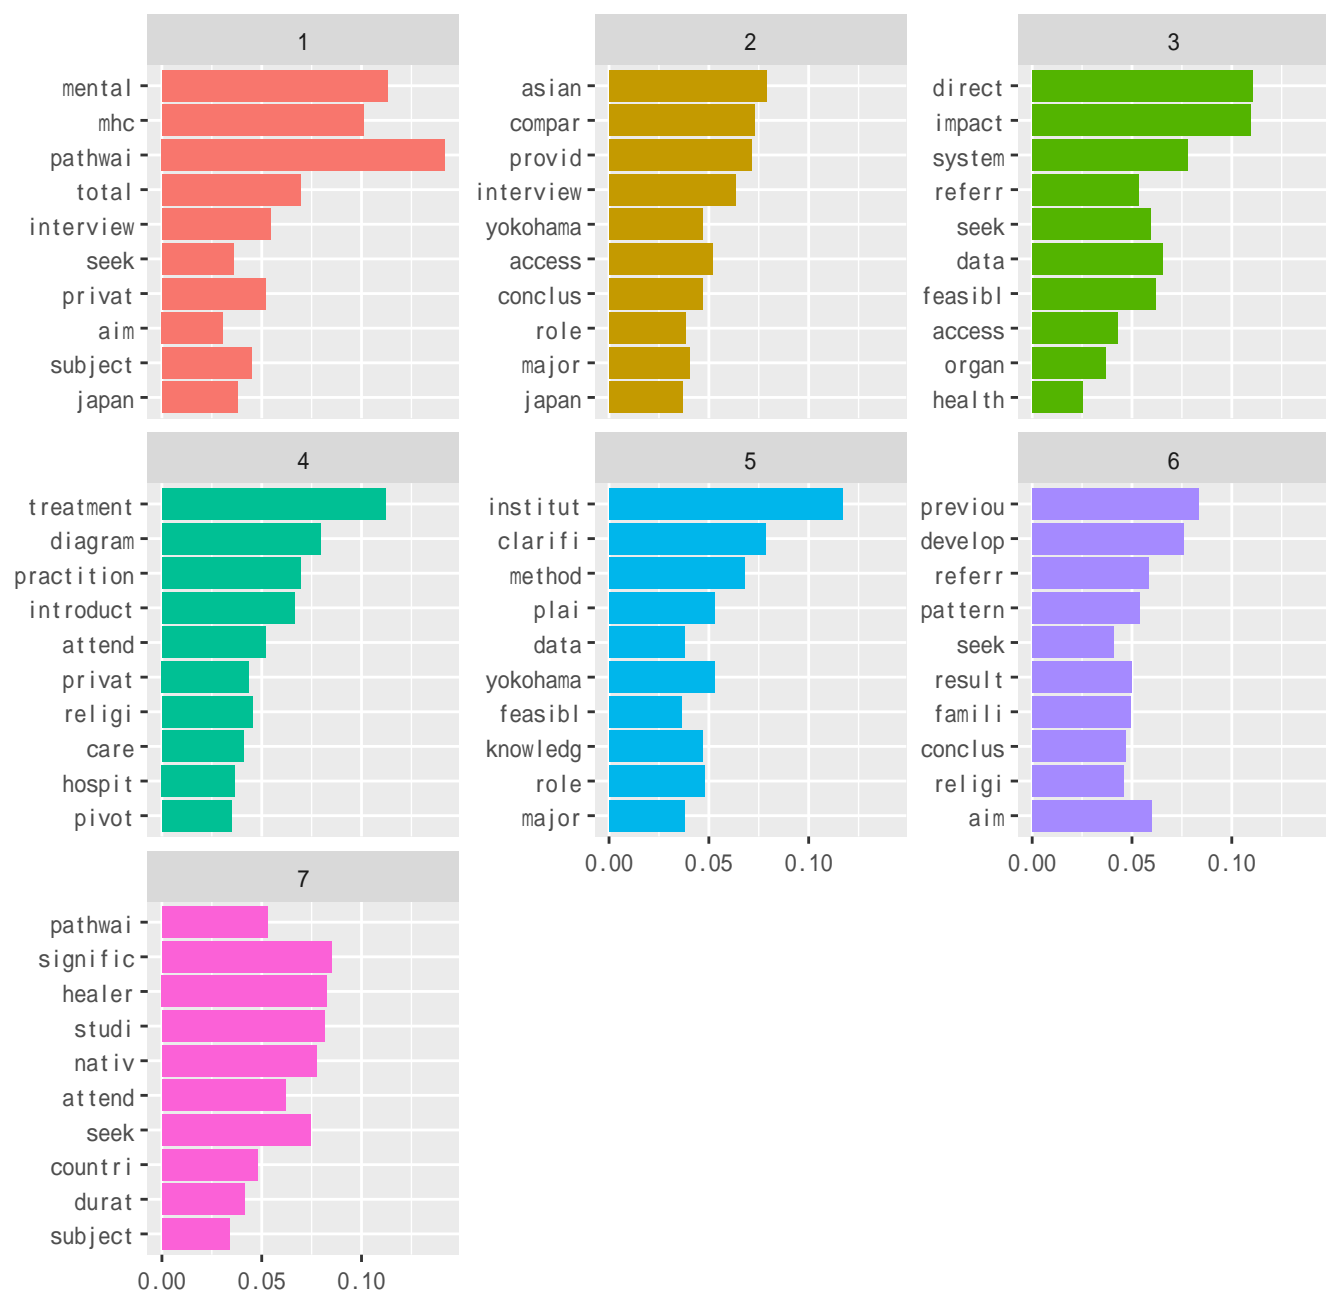 1
mental
mhc
pathwai
total
interview
seek
privat
aim
subject
japan
2
asian
compar
provid
interview
yokohama
access
conclus
role
major
japan
3
direct
impact
system
referr
seek
data
feasibl
access
organ
health
4
treatment
diagram
practition
introduct
attend
privat
religi
care
hospit
pivot
5
institut
clarifi
method
plai
data
yokohama
feasibl
knowledg
role
major
0.00 0.05 0.10
6
previou
develop
referr
pattern
seek
result
famili
conclus
religi
aim
0.00 0.05 0.10
7
pathwai
signific
healer
studi
nativ
attend
seek
countri
durat
subject
0.00 0.05 0.10